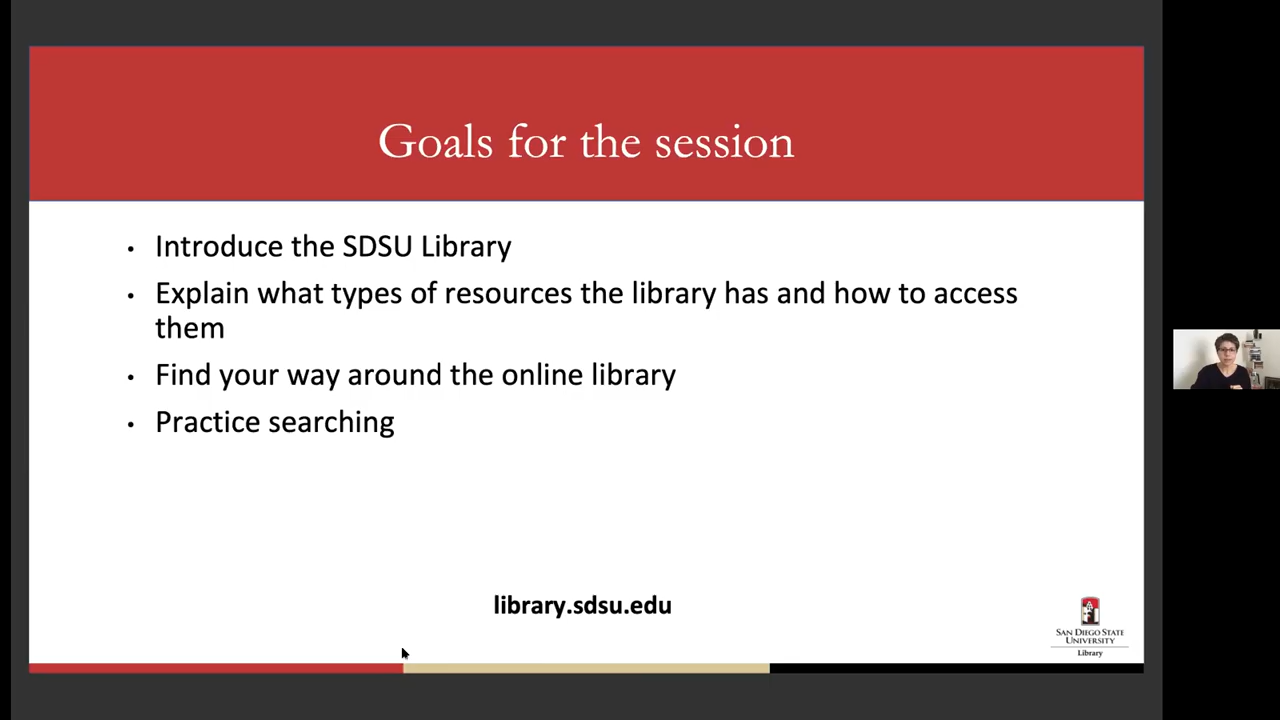 Goals for the session
• Introduce the SDSU Library
• Explain what types of resources the library has and how to access
them
• Find your way around the online library
• Practice searching
library.sdsu.edu
SAN DIEGO STATE
UNIVERSITY
Library